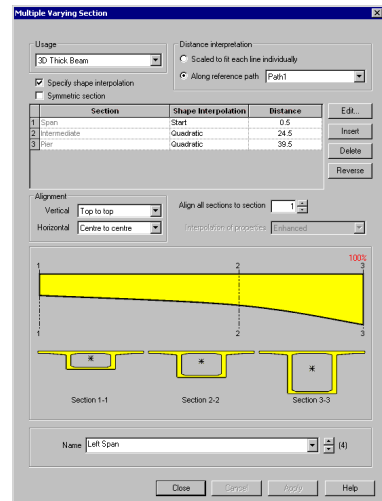 Multiple Varying Section
Usage
3D Thick Beam
Distance interpretation
Scaled to fit each line individually
Along reference path Path1
Specify shape interpolation
Symmetric section
Section Shape Interpolation Distance
1 Span Start 0.5
2 Intermediate Quadratic 24.5
3 Pier Quadratic 39.5
Edit...
Insert
Delete
Reverse
Alignment
Vertical Top to top
Horizontal Centre to centre
Align all sections to section 1
Interpolation of properties Enhanced
100%
1 2 3
1 2 3
Section 1-1 Section 2-2 Section 3-3
Name Left Span (4)
Close Cancel Apply Help